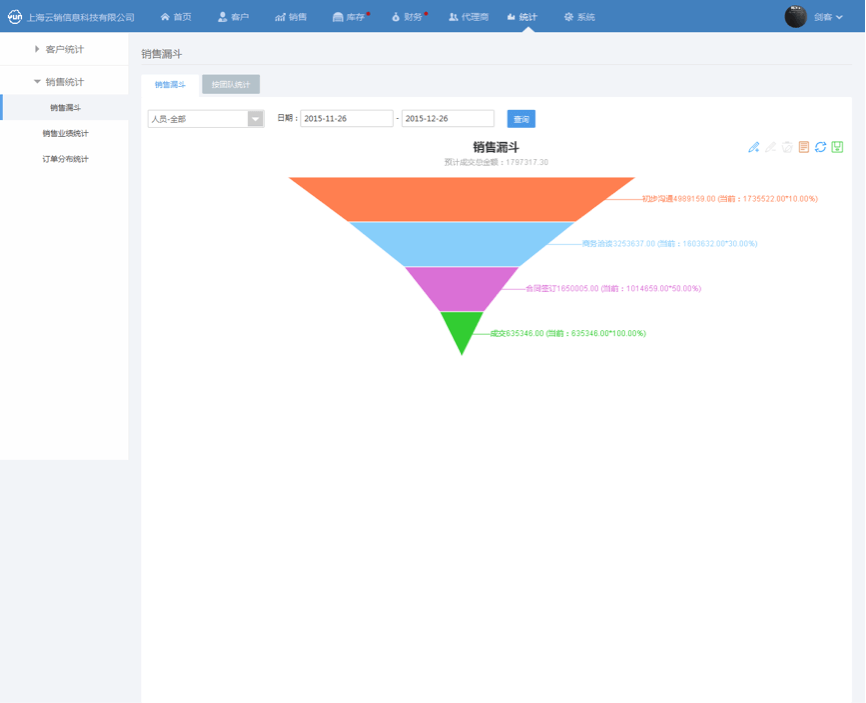 上海云销信息科技有限公司 首页 客户 销售 库存 财务 代理商 统计 系统 剑客
客户统计
销售统计
销售漏斗
销售业绩统计
订单分布统计
销售漏斗
销售漏斗 按团队统计
人员-全部 日期：2015-11-26 - 2015-12-26 查询
销售漏斗
预计成交总金额：1797317.30
初步沟通4989159.00 (当前：1735522.00*10.00%)
商务洽谈3253637.00 (当前：1603632.00*30.00%)
合同签订1650005.00 (当前：1014659.00*50.00%)
成交635346.00 (当前：635346.00*100.00%)